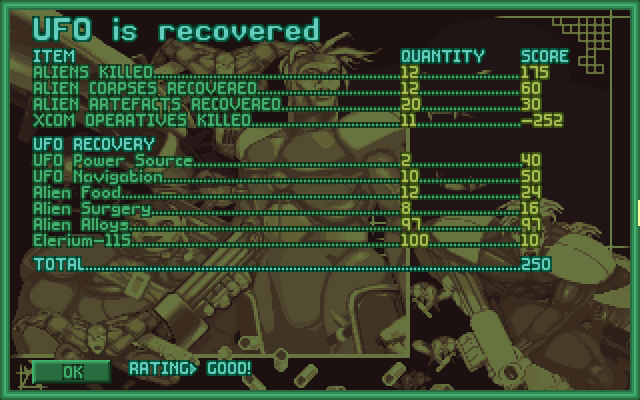 UFO is recovered
ITEM QUANTITY SCORE
ALIENS KILLED 12 175
ALIEN CORPSES RECOVERED 12 60
ALIEN ARTEFACTS RECOVERED 20 30
XCOM OPERATIVES KILLED 11 -252
UFO RECOVERY
UFO Power Source 2 40
UFO Navigation 10 50
Alien Food 12 24
Alien Surgery 8 16
Alien Alloys 97 97
Elerium-115 100 10
TOTAL 250
OK RATING> GOOD!